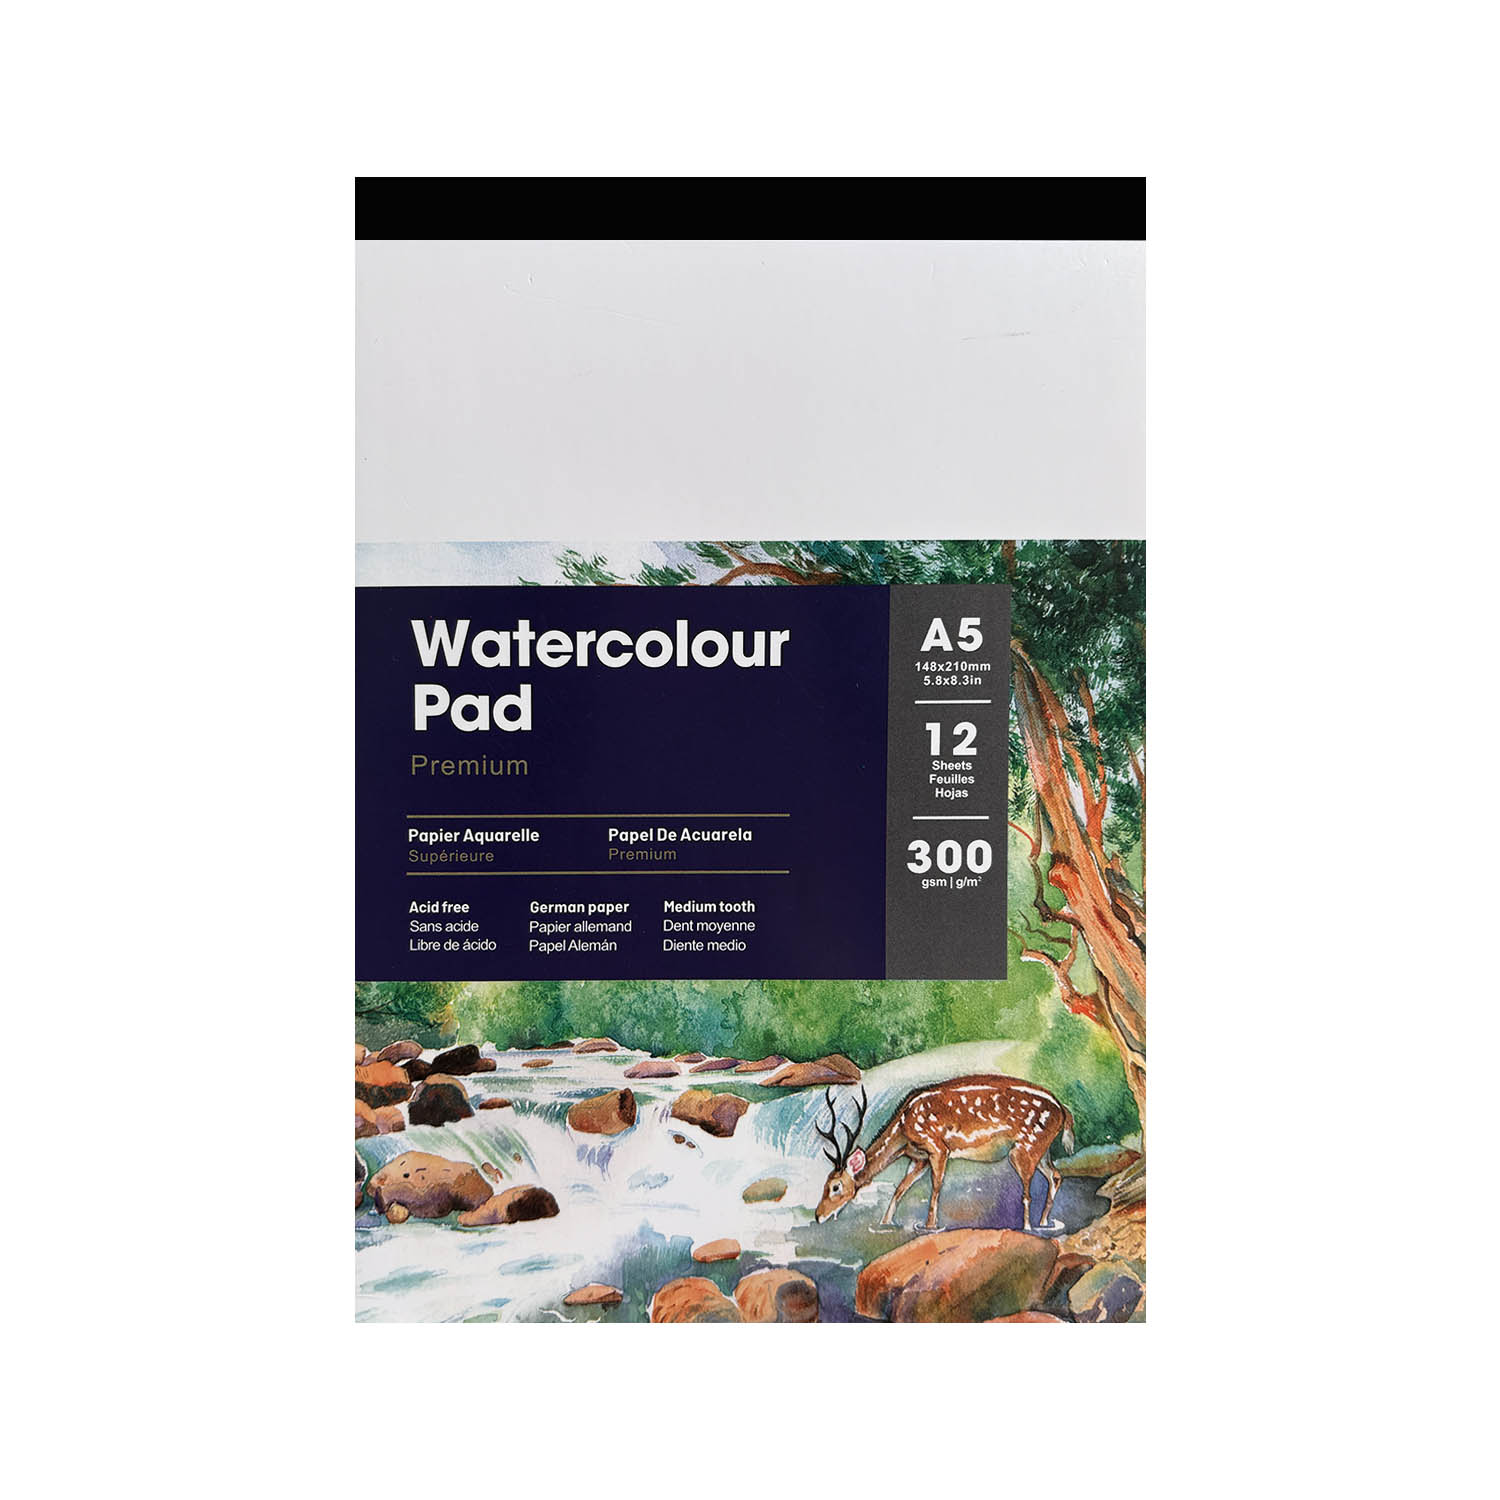 Watercolour
Pad
Premium
Papier Aquarelle
Supérieure
Papel De Acuarela
Premium
Acid free
Sans acide
Libre de ácido
German paper
Papier allemand
Papel Alemán
Medium tooth
Dent moyenne
Diente medio
A5
148x210mm
5.8x8.3in
12
Sheets
Feuilles
Hojas
300
gsm | g/m²